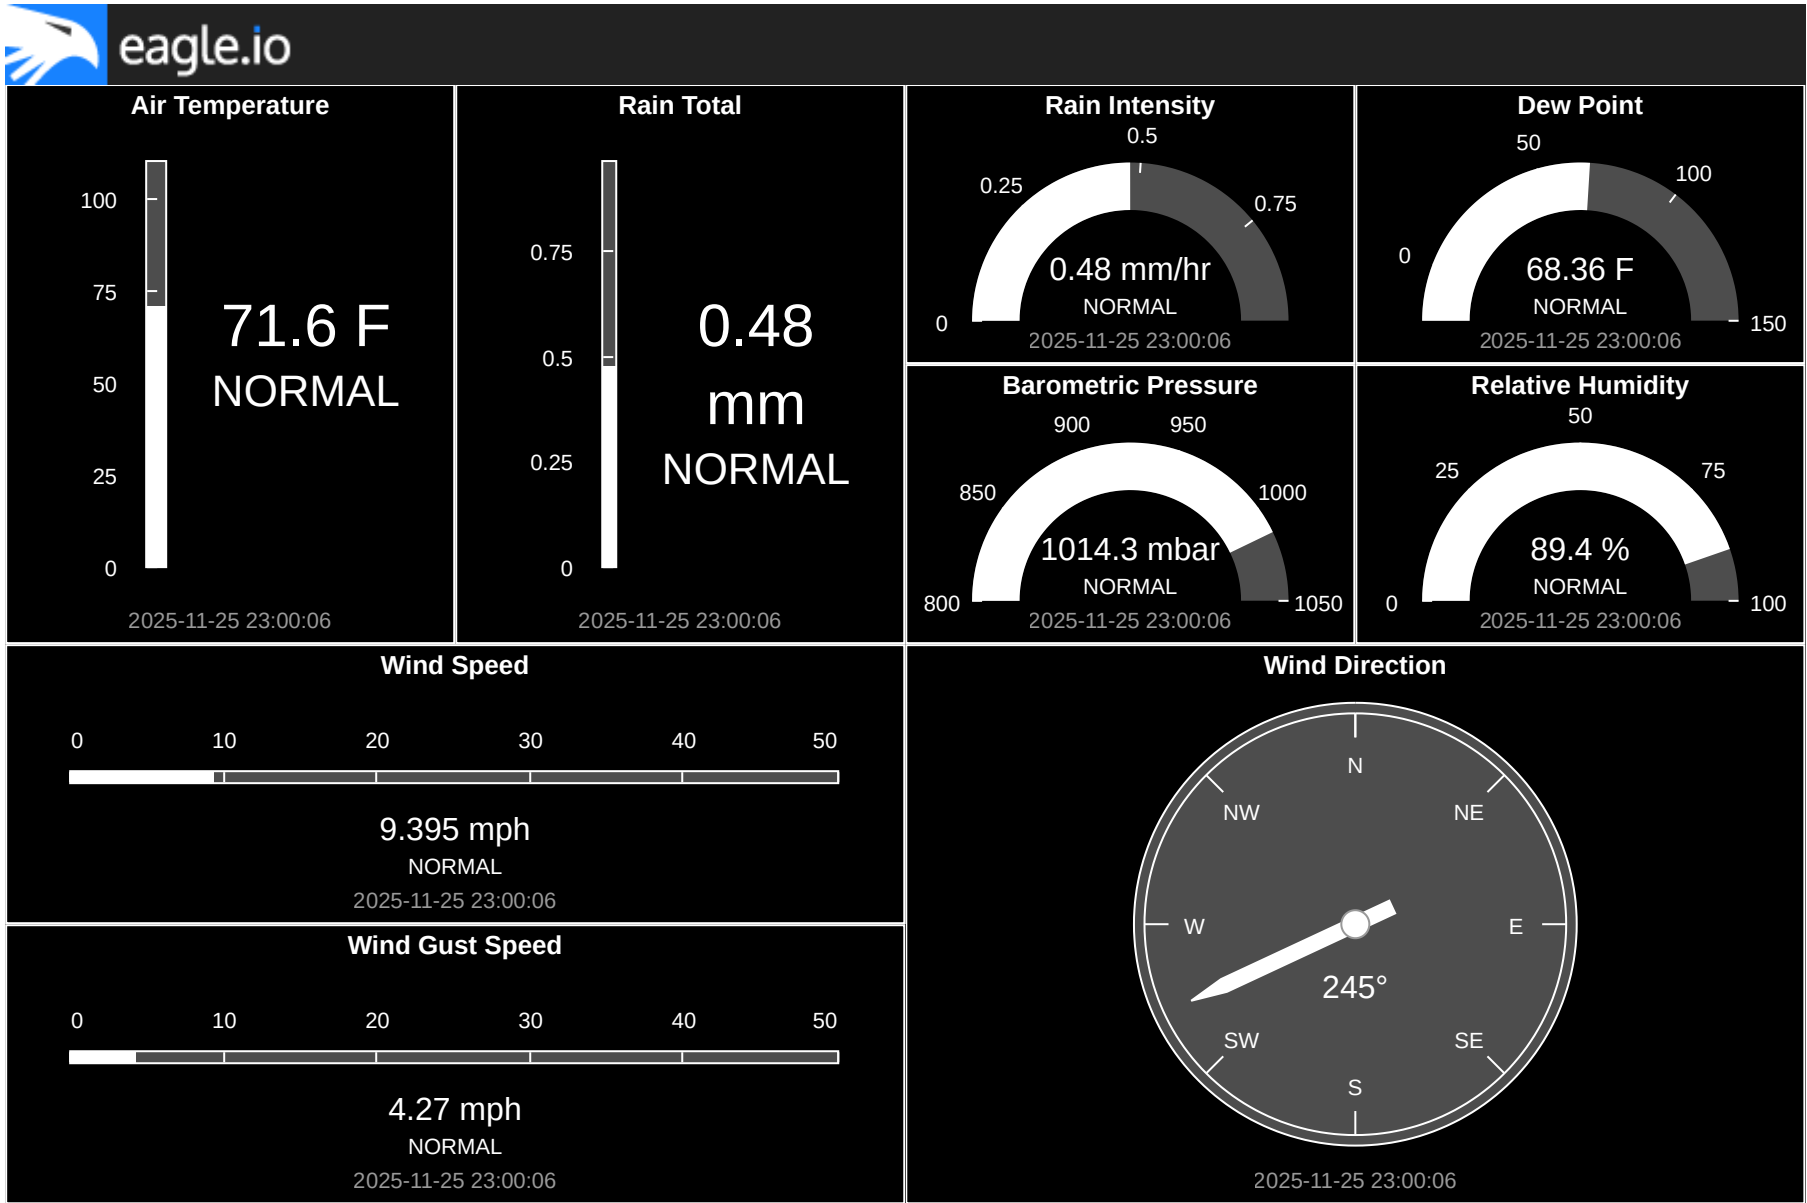 eagle.io
Air Temperature
100
75
50
25
0
71.6 F
NORMAL
2025-11-25 23:00:06
Rain Total
0.75
0.5
0.25
0
0.48
mm
NORMAL
2025-11-25 23:00:06
Rain Intensity
0
0.25
0.5
0.75
0.48 mm/hr
NORMAL
2025-11-25 23:00:06
Dew Point
0
50
100
150
68.36 F
NORMAL
2025-11-25 23:00:06
Barometric Pressure
800
850
900
950
1000
1050
1014.3 mbar
NORMAL
2025-11-25 23:00:06
Relative Humidity
0
25
50
75
100
89.4 %
NORMAL
2025-11-25 23:00:06
Wind Speed
0 10 20 30 40 50
9.395 mph
NORMAL
2025-11-25 23:00:06
Wind Gust Speed
0 10 20 30 40 50
4.27 mph
NORMAL
2025-11-25 23:00:06
Wind Direction
N
NW NE
W E
245°
SW SE
S
2025-11-25 23:00:06